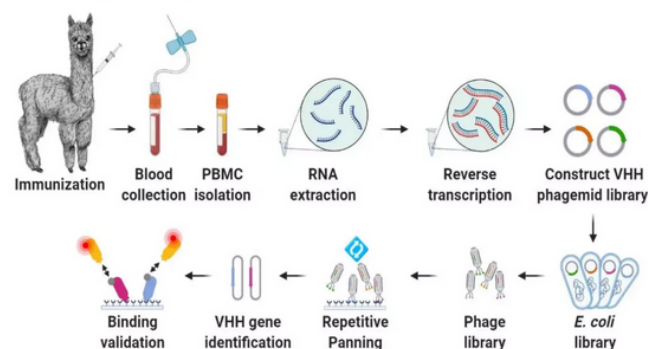 Immunization
Blood
collection
PBMC
isolation
RNA
extraction
Reverse
transcription
Construct VHH
phagemid library
Binding
validation
VHH gene
identification
Repetitive
Panning
Phage
library
E. coli
library